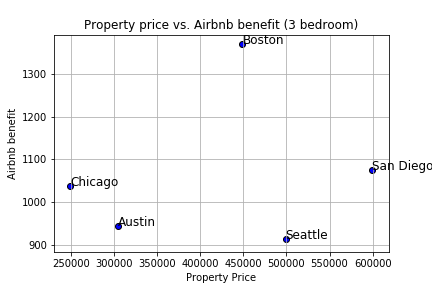 Property price vs. Airbnb benefit (3 bedroom)
Boston
1300
1200
Airbnb benefit
1100
San Diego
Chicago
1000
Austin
Seattle
900
250000 300000 350000 400000 450000 500000 550000 600000
Property Price